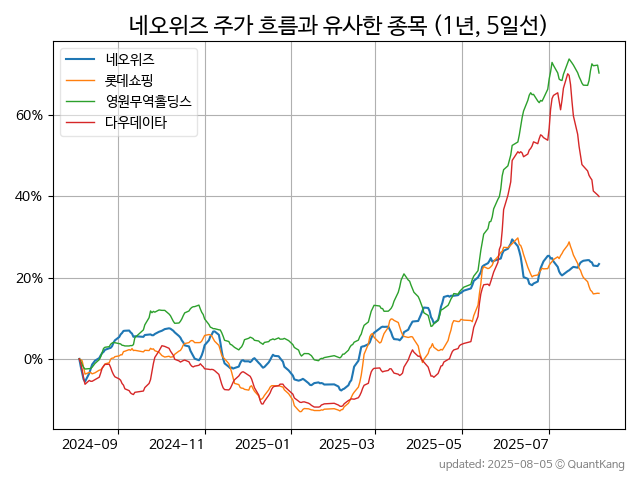 네오위즈 주가 흐름과 유사한 종목 (1년, 5일선)
네오위즈
롯데쇼핑
영원무역홀딩스
다우데이타
60%
40%
20%
0%
2024-09 2024-11 2025-01 2025-03 2025-05 2025-07
updated: 2025-08-05 © QuantKang